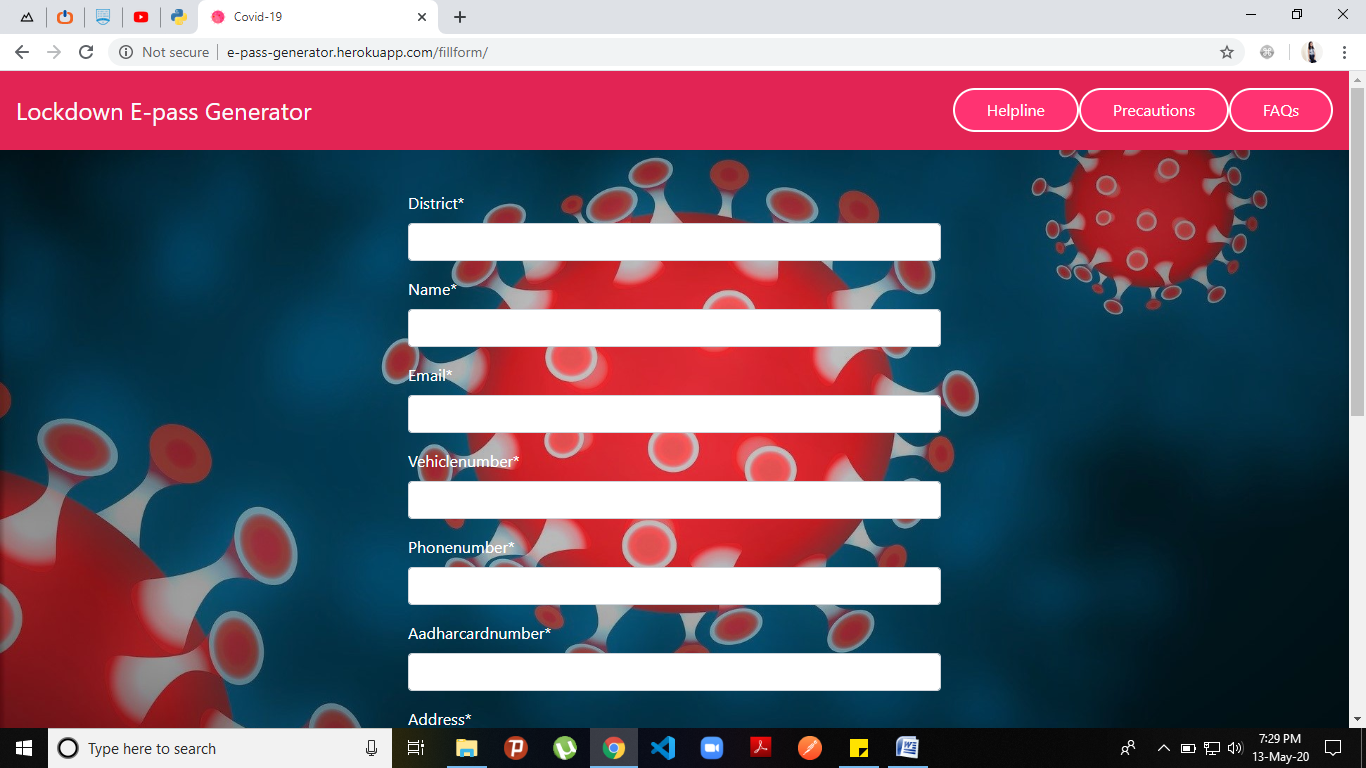 Covid-19
Not secure
e-pass-generator.herokuapp.com/fillform/
Lockdown E-pass Generator
Helpline
Precautions
FAQs
District*
Name*
Email*
Vehiclenumber*
Phonenumber*
Aadharcardnumber*
Address*
Type here to search
7:29 PM
13-May-20